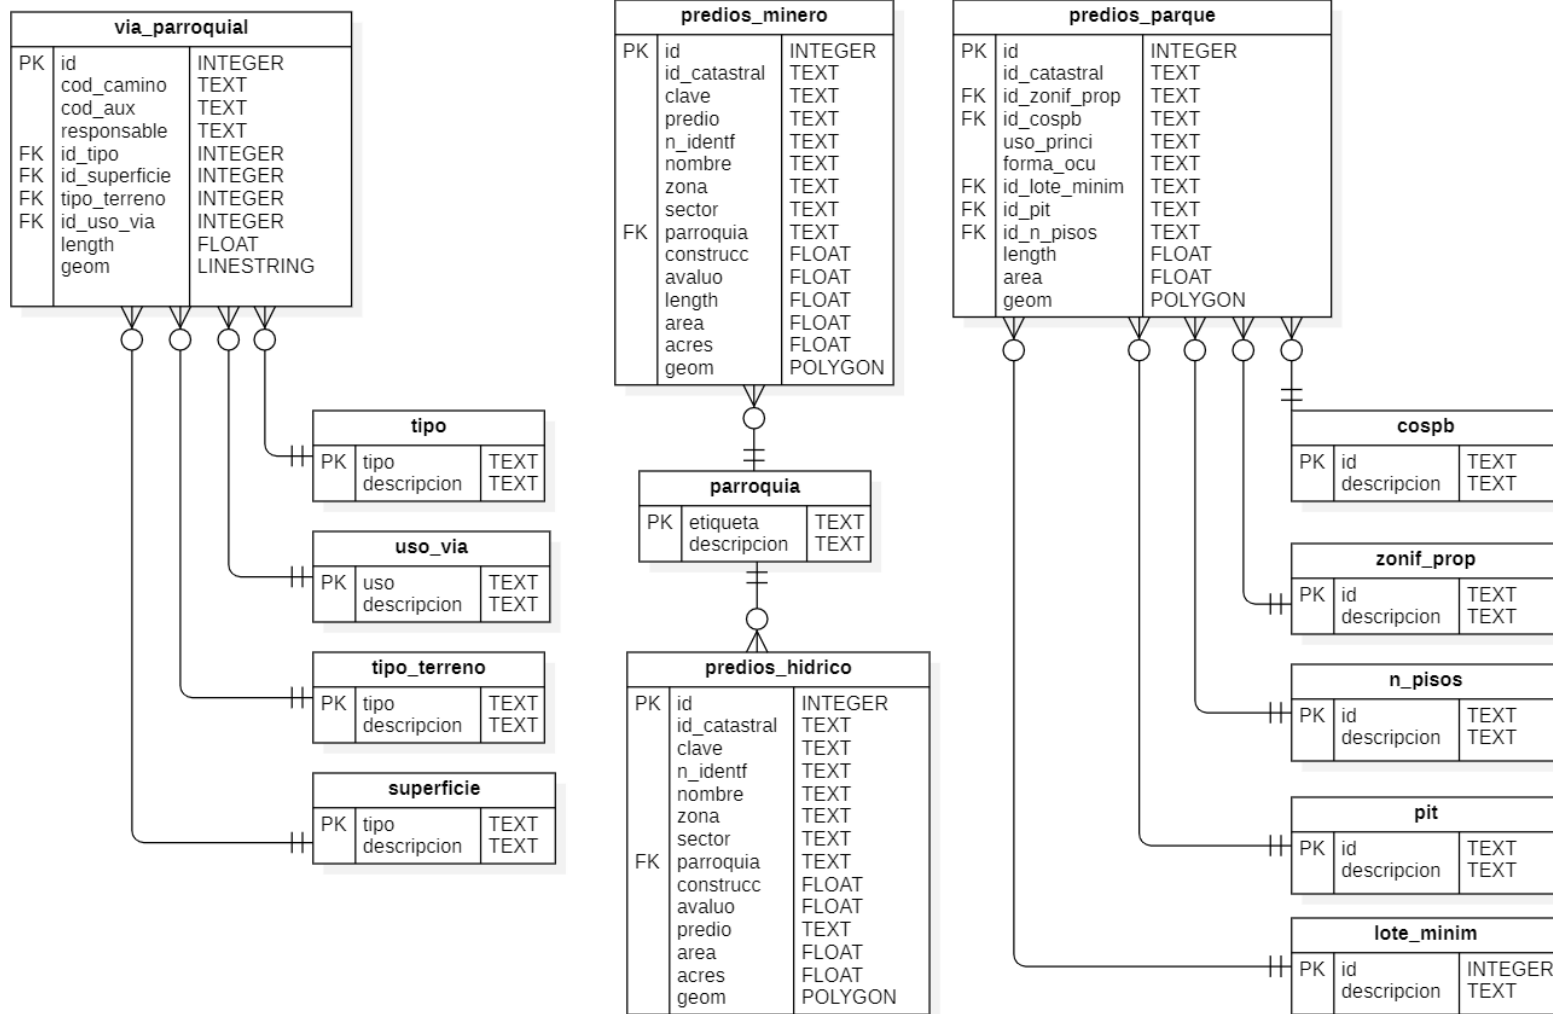 via_parroquial
PK id INTEGER
cod_camino TEXT
cod_aux TEXT
responsable TEXT
FK id_tipo INTEGER
FK id_superficie INTEGER
FK tipo_terreno INTEGER
FK id_uso_via INTEGER
length FLOAT
geom LINESTRING
tipo
PK tipo TEXT
descripcion TEXT
uso_via
PK uso TEXT
descripcion TEXT
tipo_terreno
PK tipo TEXT
descripcion TEXT
superficie
PK tipo TEXT
descripcion TEXT
predios_minero
PK id INTEGER
id_catastral TEXT
clave TEXT
predio TEXT
n_identf TEXT
nombre TEXT
zona TEXT
sector TEXT
FK parroquia TEXT
construcc FLOAT
avaluo FLOAT
length FLOAT
area FLOAT
acres FLOAT
geom POLYGON
parroquia
PK etiqueta TEXT
descripcion TEXT
predios_hidrico
PK id INTEGER
id_catastral TEXT
clave TEXT
n_identf TEXT
nombre TEXT
zona TEXT
sector TEXT
FK parroquia TEXT
construcc FLOAT
avaluo FLOAT
predio TEXT
area FLOAT
acres FLOAT
geom POLYGON
predios_parque
PK id INTEGER
id_catastral TEXT
FK id_zonif_prop TEXT
FK id_cospb TEXT
uso_princi TEXT
forma_ocu TEXT
FK id_lote_minim TEXT
FK id_pit TEXT
FK id_n_pisos TEXT
length FLOAT
area FLOAT
geom POLYGON
cospb
PK id TEXT
descripcion TEXT
zonif_prop
PK id TEXT
descripcion TEXT
n_pisos
PK id TEXT
descripcion TEXT
pit
PK id TEXT
descripcion TEXT
lote_minim
PK id INTEGER
descripcion TEXT